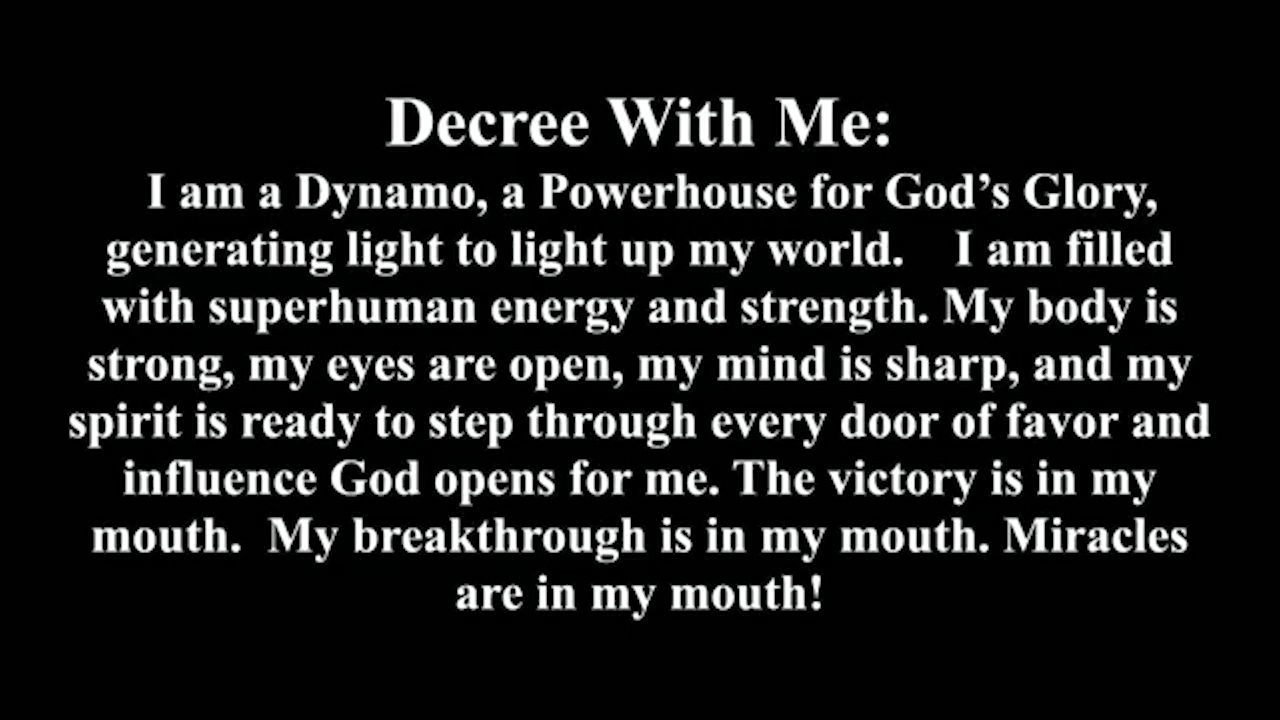 Decree With Me:
I am a Dynamo, a Powerhouse for God’s Glory,
generating light to light up my world.    I am filled
with superhuman energy and strength. My body is
strong, my eyes are open, my mind is sharp, and my
spirit is ready to step through every door of favor and
influence God opens for me. The victory is in my
mouth.  My breakthrough is in my mouth. Miracles
are in my mouth!